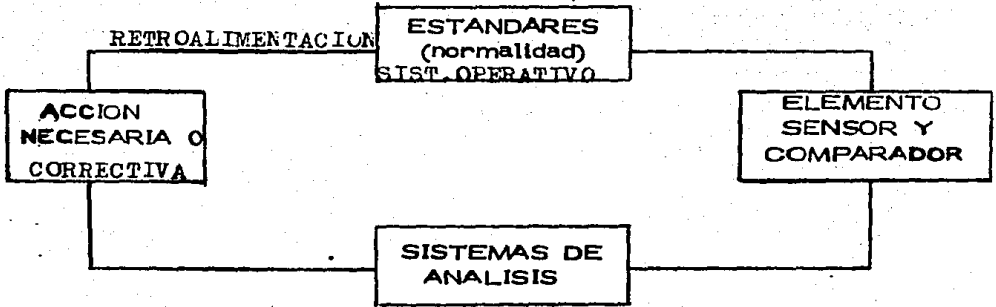 ESTANDARES
(normalidad)
SIST.OPERATIVO
RETROALIMENTACION
ACCION
NECESARIA O
CORRECTIVA
ELEMENTO
SENSOR Y
COMPARADOR
SISTEMAS DE
ANALISIS